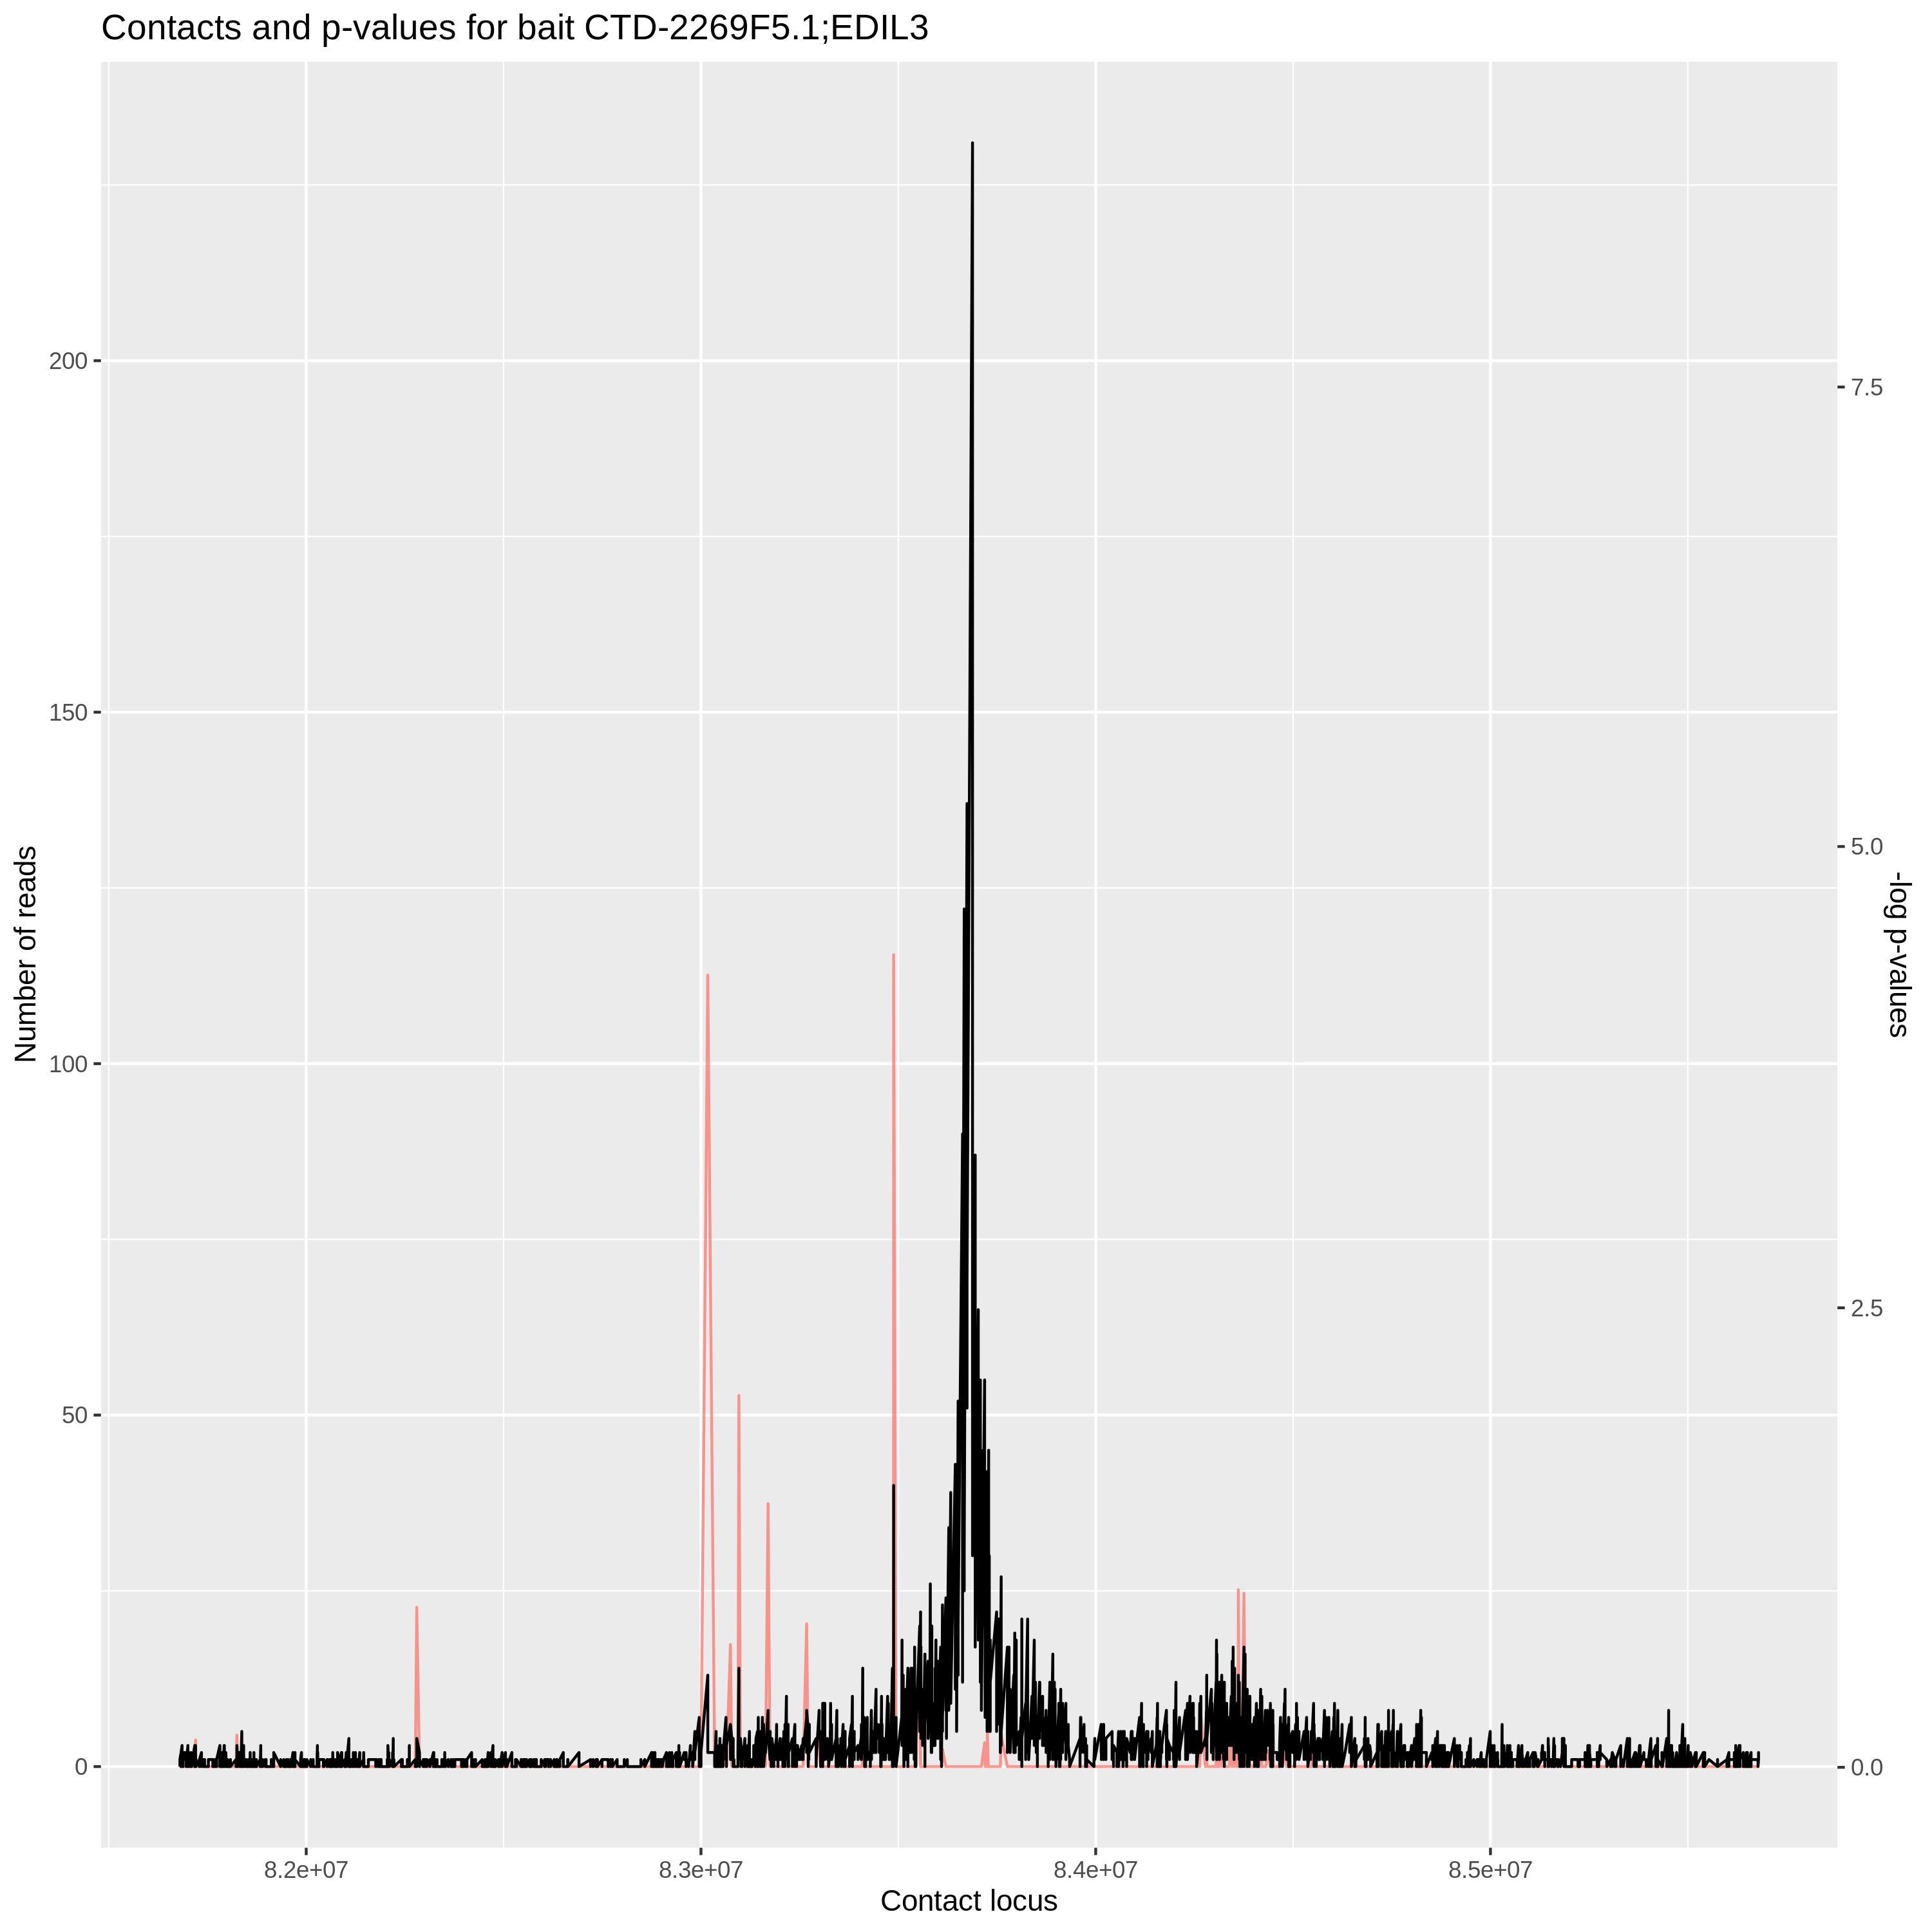 Contacts and p-values for bait CTD-2269F5.1;EDIL3
Number of reads
200
150
100
50
0
7.5
5.0
2.5
0.0
-log p-values
8.2e+07
8.3e+07
8.4e+07
8.5e+07
Contact locus